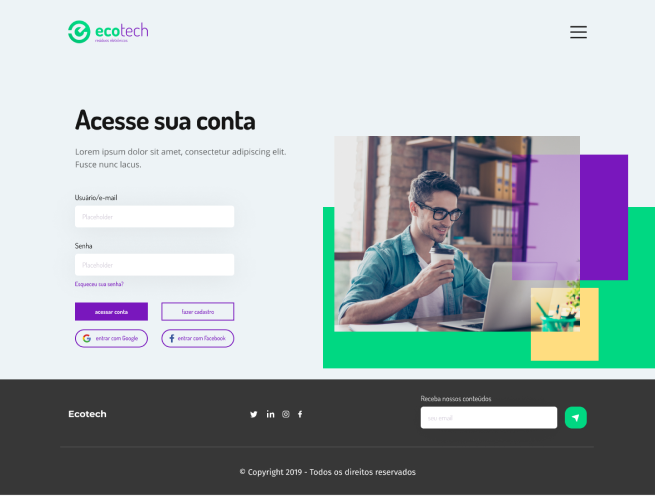 ecotech
resíduos eletrônicos
Acesse sua conta
Lorem ipsum dolor sit amet, consectetur adipiscing elit.
Fusce nunc lacus.
Usuário/e-mail
Placeholder
Senha
Placeholder
Esqueceu sua senha?
acessar conta
fazer cadastro
entrar com Google
entrar com Facebook
Receba nossos conteúdos
Ecotech
seu email
© Copyright 2019 - Todos os direitos reservados